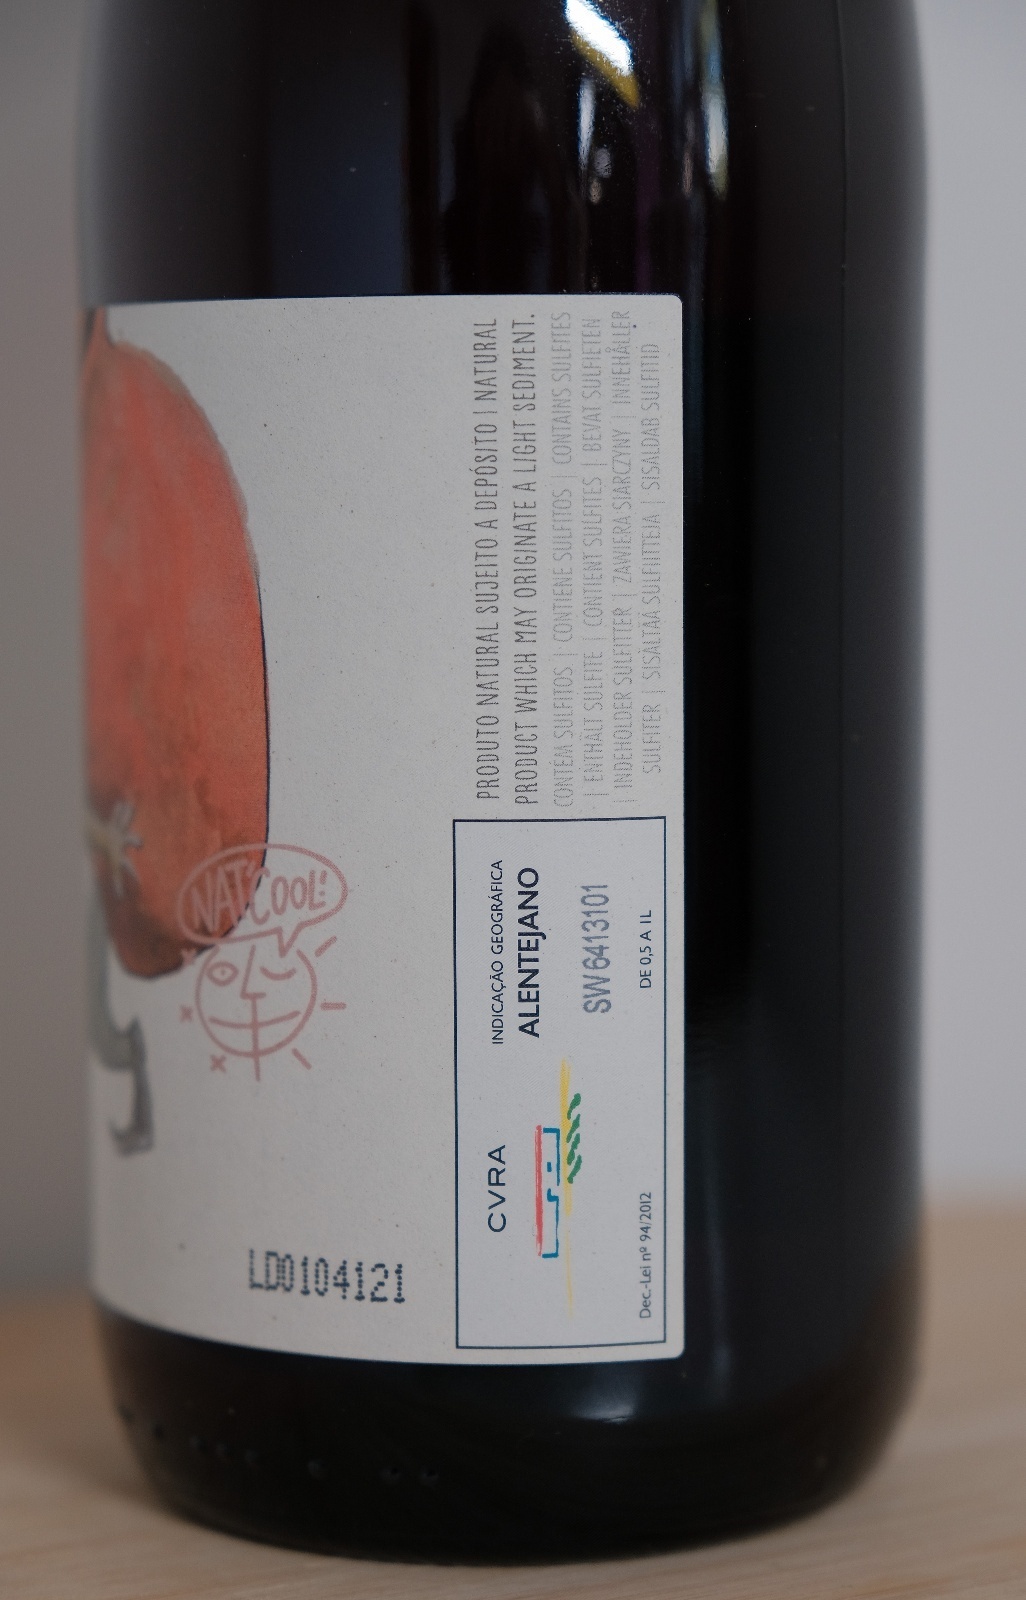 PRODUTO NATURAL SUJEITO A DEPÓSITO | NATURAL
PRODUCT WHICH MAY ORIGINATE A LIGHT SEDIMENT.
CONTÉM SULFITOS | CONTIENE SULFITOS | CONTAINS SULFITES
| ENTHÄLT SULFITE | CONTIENT SULFITES | BEVAT SULFIETEN
| INDEHOLDER SULFITTER | ZAWIERA SIARCZYNY | INNEHÅLLER
SULFITER | SISÄLTÄÄ SULFIITTEJA | SISALDAB SULFITID
NAT'COOL!
LD0104121
CVRA
INDICAÇÃO GEOGRÁFICA
ALENTEJANO
SW6413101
Dec.-Lei nº 94/2012
DE 0,5 A 1L